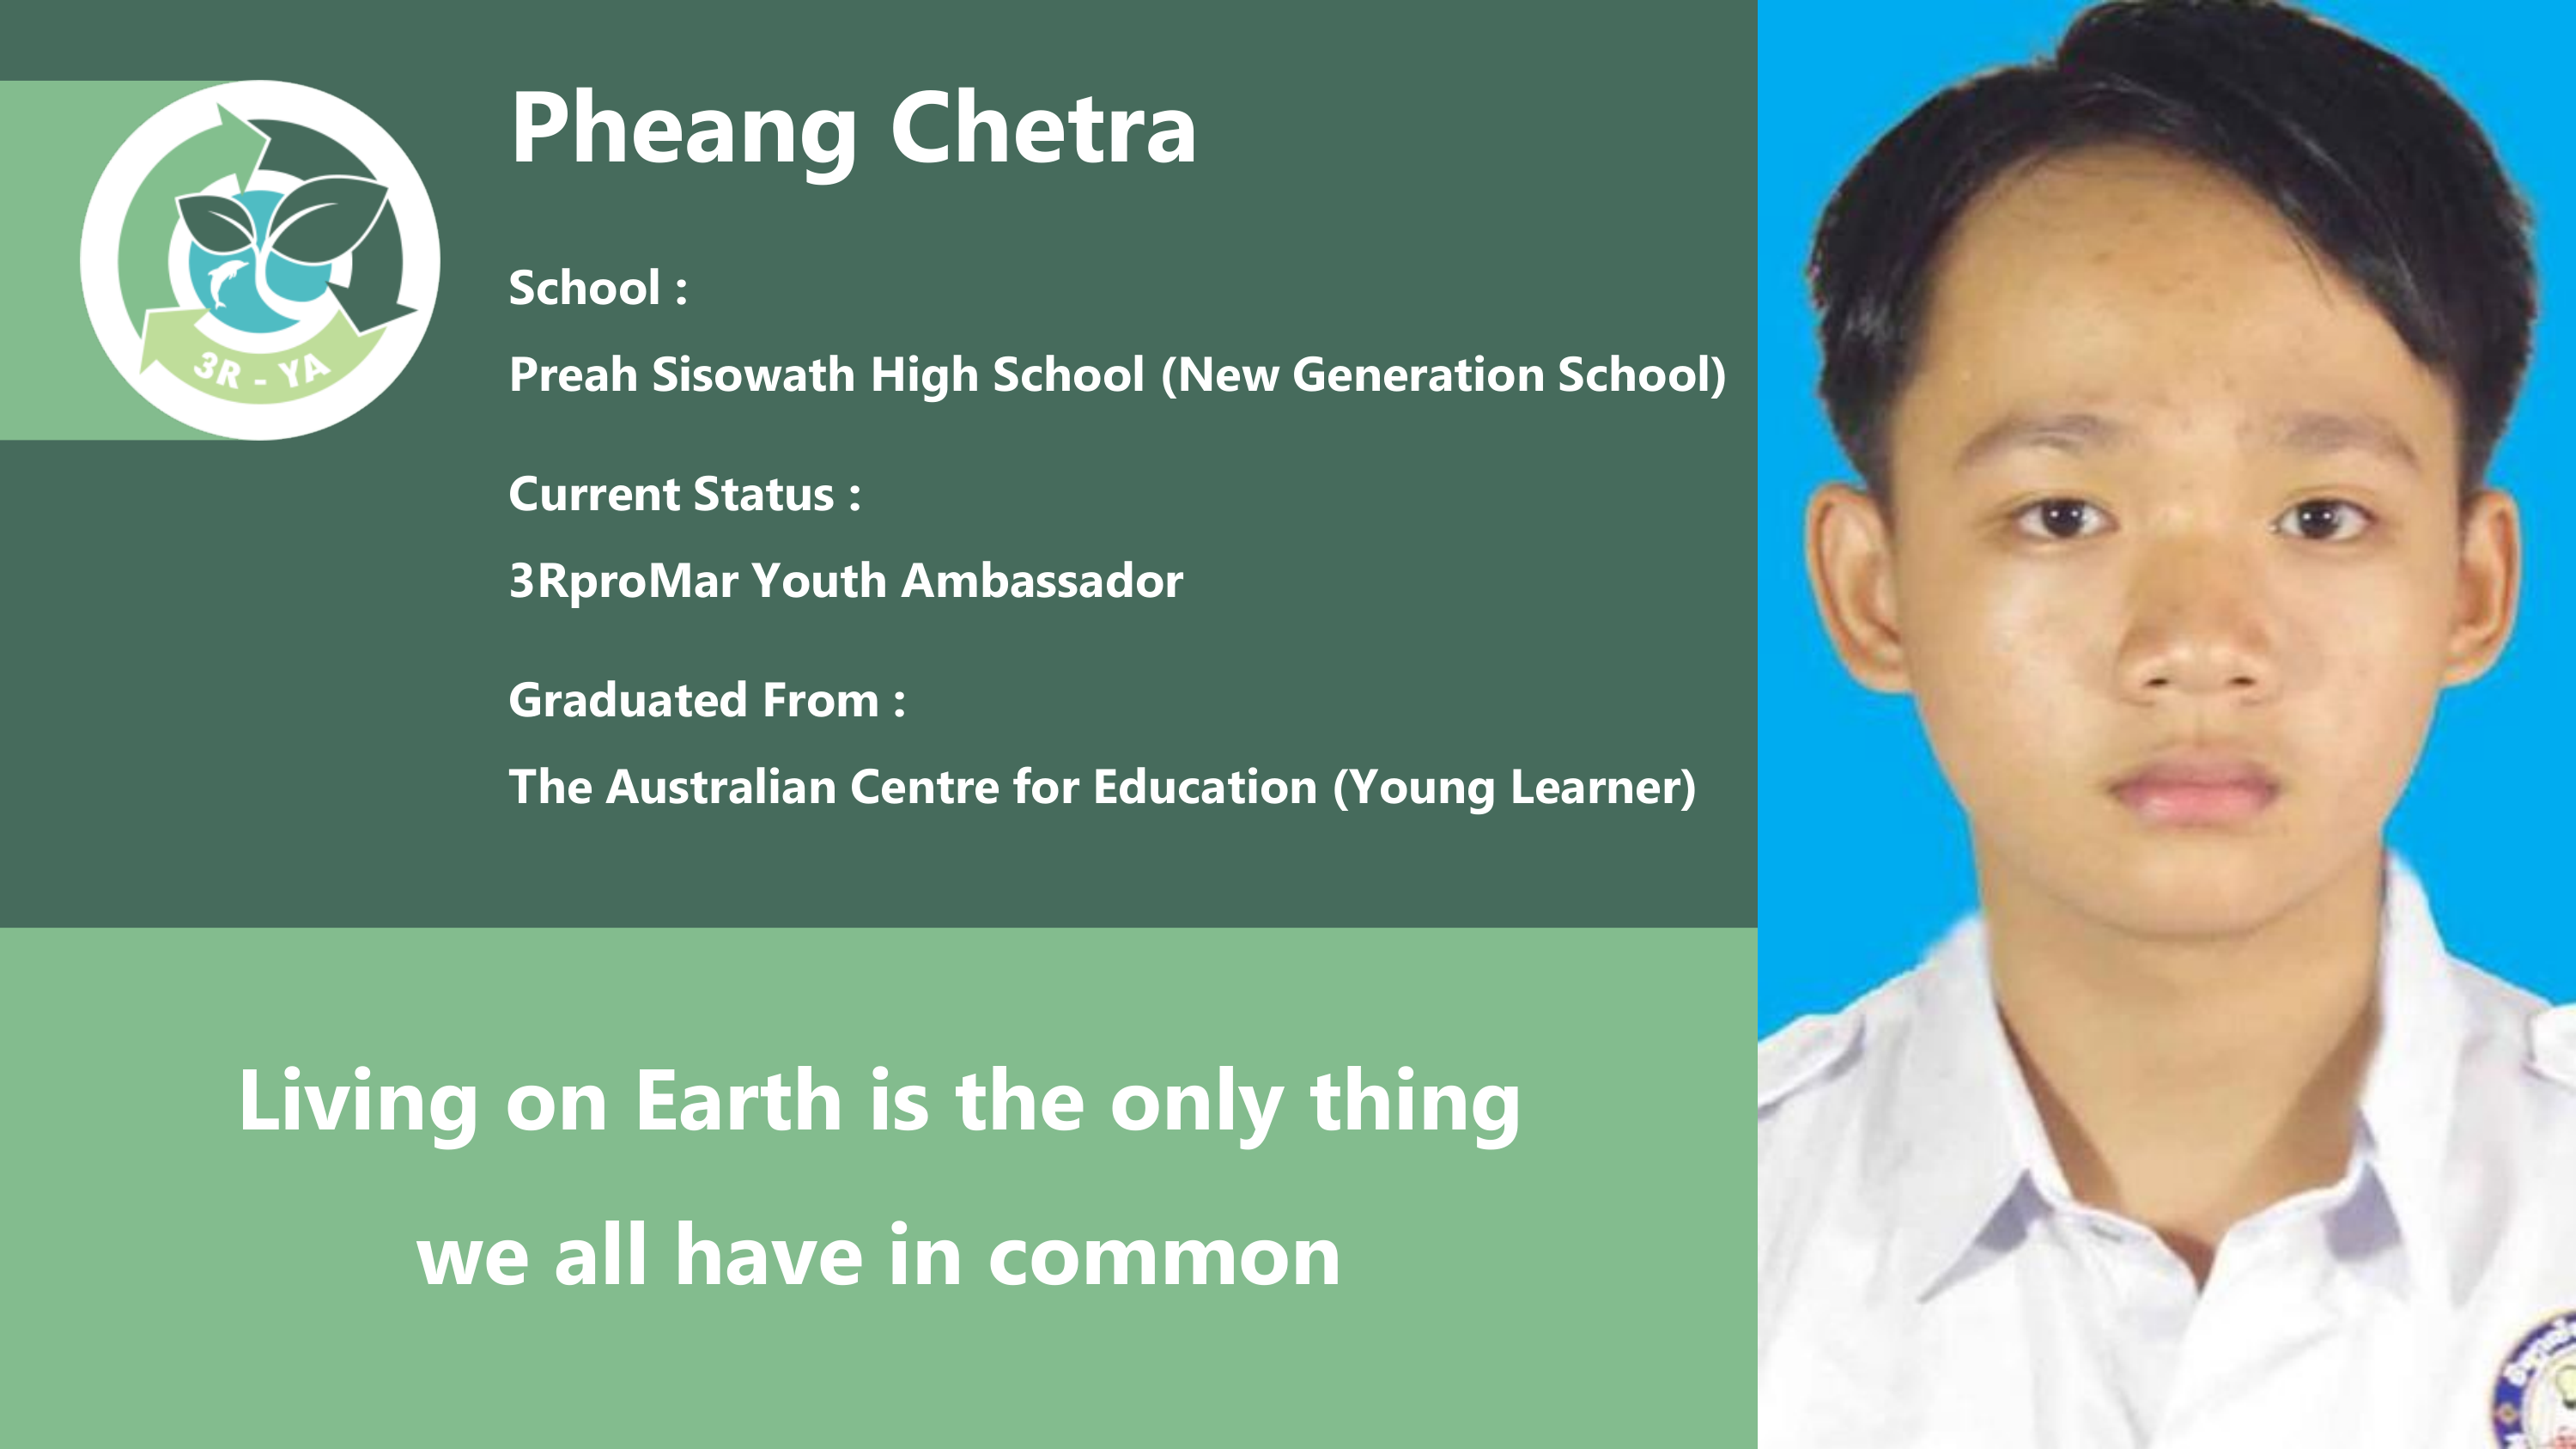 3R - YA
Pheang Chetra
School :
Preah Sisowath High School (New Generation School)
Current Status :
3RproMar Youth Ambassador
Graduated From :
The Australian Centre for Education (Young Learner)
Living on Earth is the only thing
we all have in common